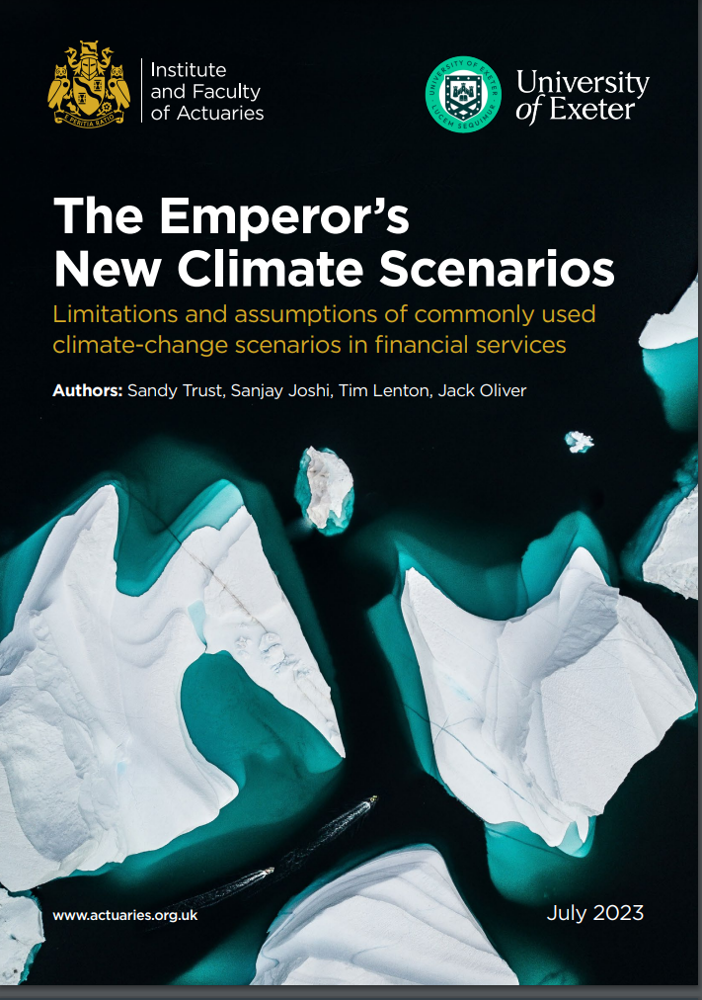 Institute
and Faculty
of Actuaries
E PERITIA RATIO
UNIVERSITY OF EXETER
LUCEM SEQUIMUR
University
of Exeter
The Emperor’s
New Climate Scenarios
Limitations and assumptions of commonly used
climate-change scenarios in financial services
Authors: Sandy Trust, Sanjay Joshi, Tim Lenton, Jack Oliver
www.actuaries.org.uk
July 2023